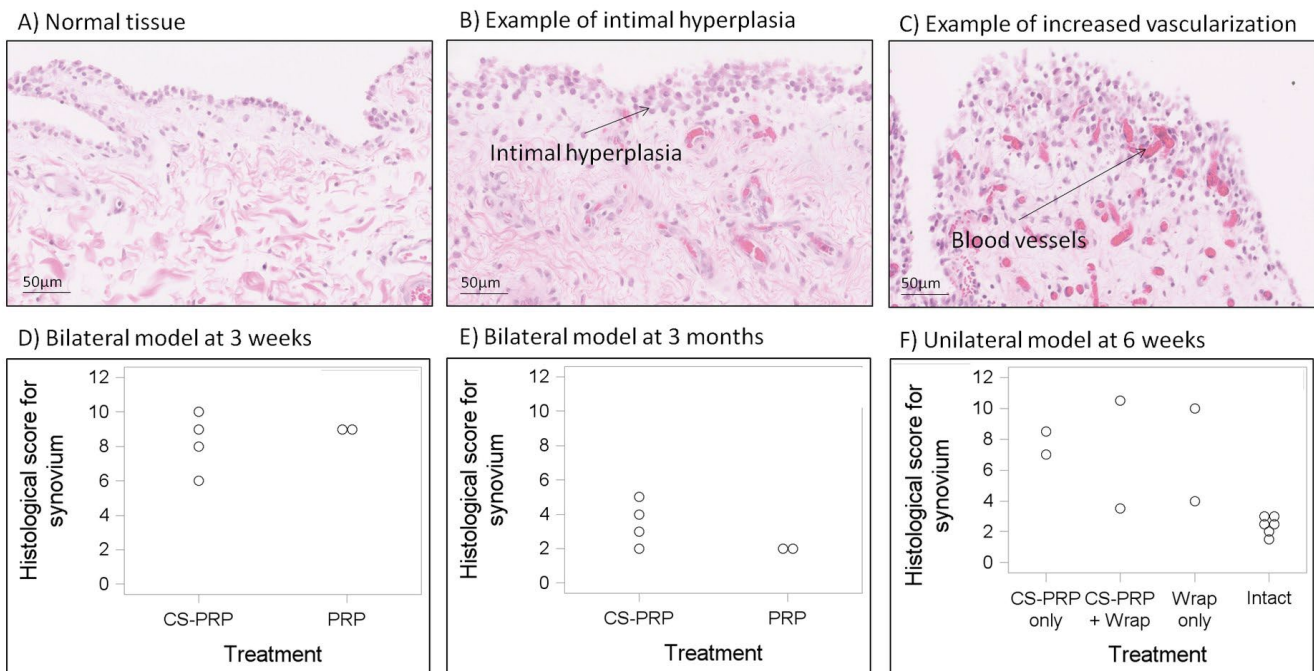 A) Normal tissue
50µm
B) Example of intimal hyperplasia
Intimal hyperplasia
50µm
C) Example of increased vascularization
Blood vessels
50µm
D) Bilateral model at 3 weeks
Histological score for
synovium
12
10
8
6
4
2
0
CS-PRP
PRP
Treatment
E) Bilateral model at 3 months
Histological score for
synovium
12
10
8
6
4
2
0
CS-PRP
PRP
Treatment
F) Unilateral model at 6 weeks
Histological score for
synovium
12
10
8
6
4
2
0
CS-PRP
only
CS-PRP
+ Wrap
Wrap
only
Intact
Treatment